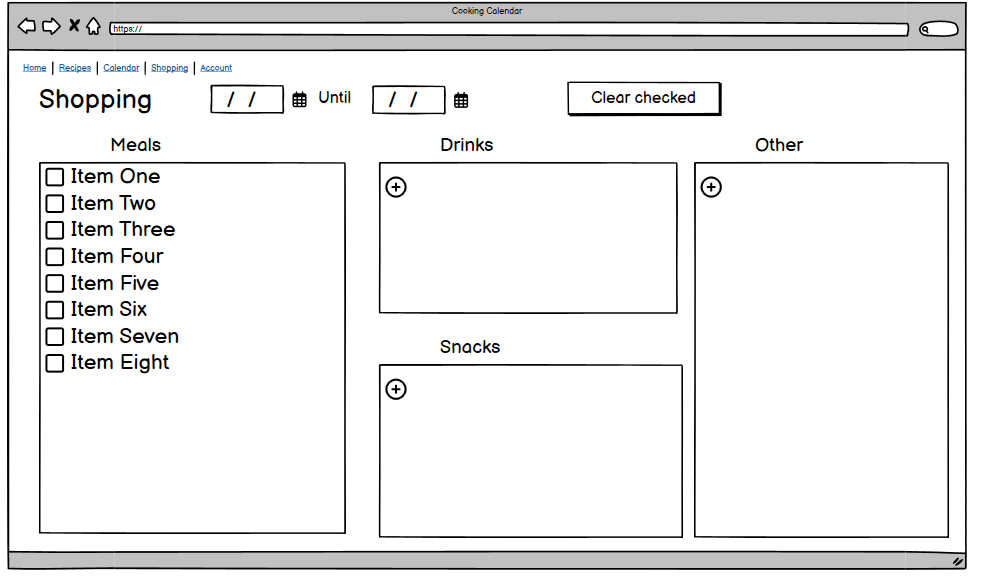 Cooking Calendar
https://
Home | Recipes | Calendar | Shopping | Account
Shopping / / Until / / Clear checked
Meals
Item One
Item Two
Item Three
Item Four
Item Five
Item Six
Item Seven
Item Eight
Drinks
Snacks
Other